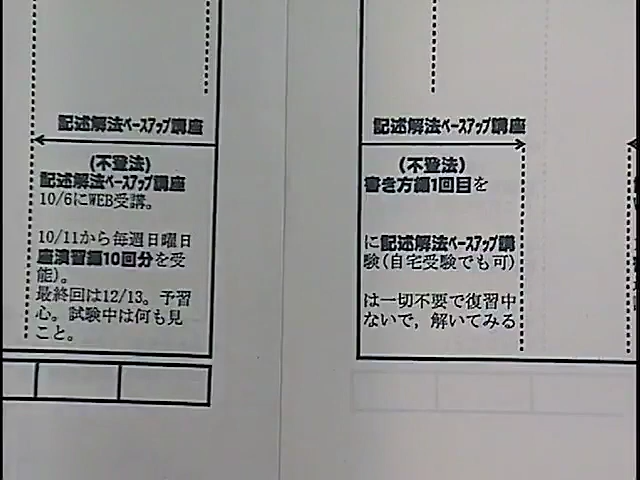 記述解法ベースアップ講座
(不登法)
記述解法ベースアップ講座
10/6にWEB受講。
10/11から毎週日曜日
座演習編10回分を受
能)。
最終回は12/13。予習
心。試験中は何も見
こと。
記述解法ベースアップ講座
(不登法)
書き方編1回目を
に記述解法ベースアップ講
験(自宅受験でも可)
は一切不要で復習中
ないで，解いてみる